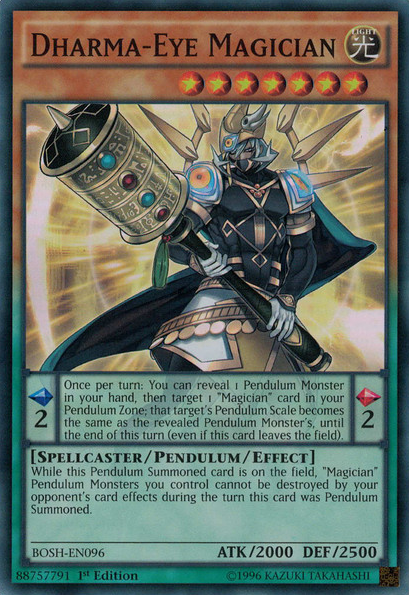 DHARMA-EYE MAGICIAN
LIGHT
光
Once per turn: You can reveal 1 Pendulum Monster
in your hand, then target 1 "Magician" card in your
Pendulum Zone; that target's Pendulum Scale becomes
the same as the revealed Pendulum Monster's, until
the end of this turn (even if this card leaves the field).
2
2
[SPELLCASTER/PENDULUM/EFFECT]
While this Pendulum Summoned card is on the field, "Magician"
Pendulum Monsters you control cannot be destroyed by your
opponent's card effects during the turn this card was Pendulum
Summoned.
BOSH-EN096
ATK/2000 DEF/2500
88757791 1st Edition
©1996 KAZUKI TAKAHASHI